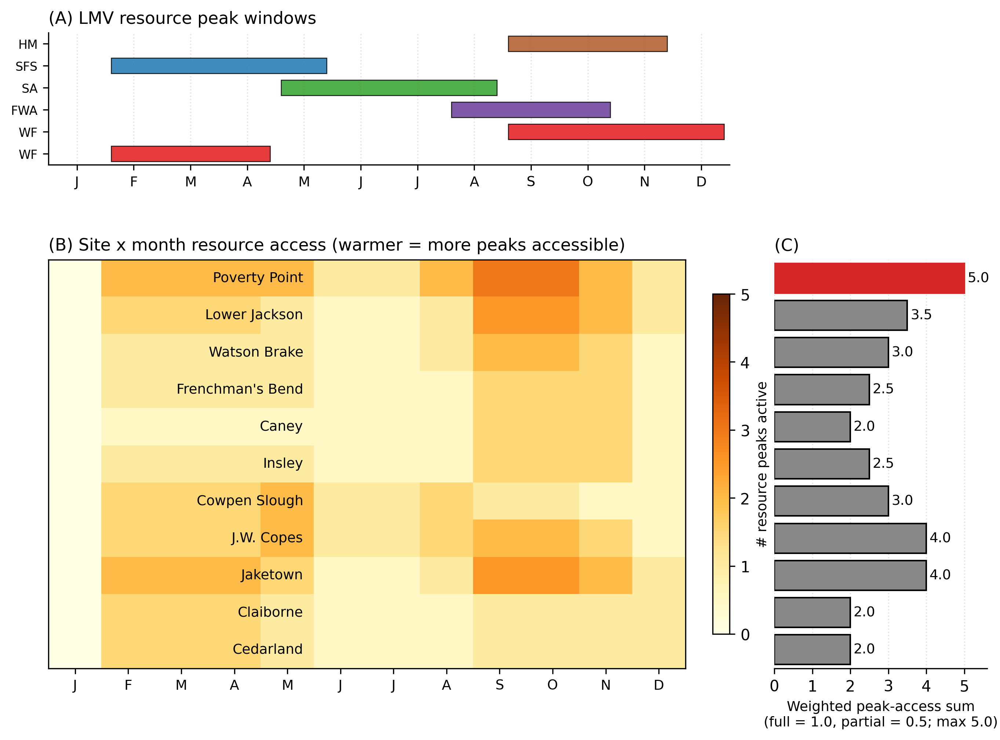 (A) LMV resource peak windows
HM
SFS
SA
FWA
WF
WF
J F M A M J J A S O N D
(B) Site x month resource access (warmer = more peaks accessible)
Poverty Point
Lower Jackson
Watson Brake
Frenchman's Bend
Caney
Insley
Cowpen Slough
J.W. Copes
Jaketown
Claiborne
Cedarland
J F M A M J J A S O N D
5
4
3
2
1
0
# resource peaks active
(C)
5.0
3.5
3.0
2.5
2.0
2.5
3.0
4.0
4.0
2.0
2.0
0 1 2 3 4 5
Weighted peak-access sum
(full = 1.0, partial = 0.5; max 5.0)